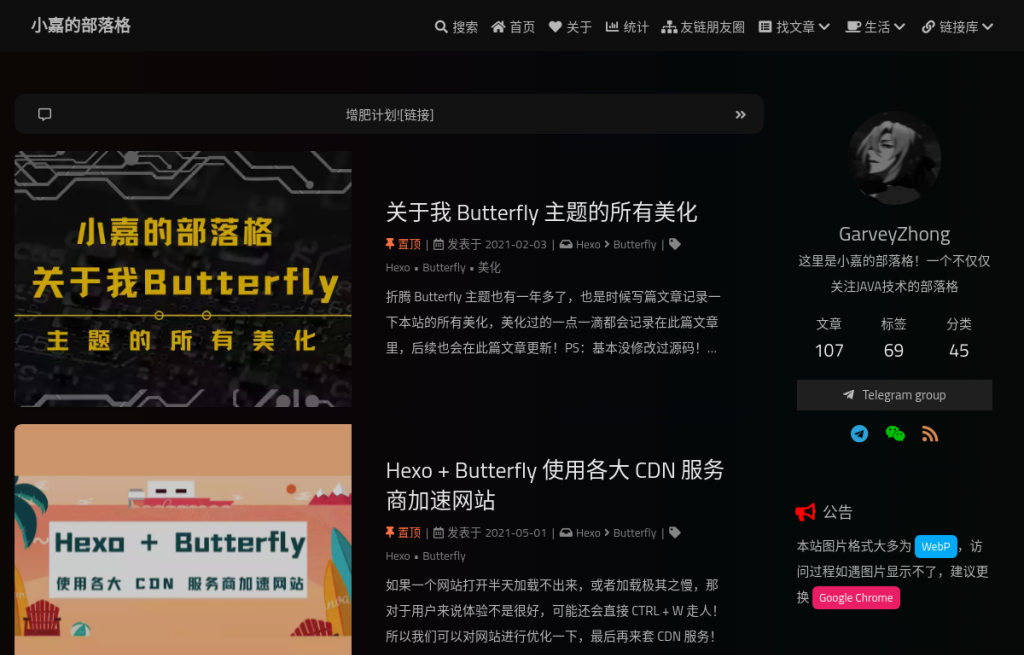 小嘉的部落格
搜索 首页 关于 统计 友链朋友圈 找文章 生活 链接库
增肥计划![链接]
小嘉的部落格
关于我Butterfly
主题的所有美化
关于我 Butterfly 主题的所有美化
置顶 | 发表于 2021-02-03 | Hexo > Butterfly |
Hexo • Butterfly • 美化
折腾 Butterfly 主题也有一年多了，也是时候写篇文章记录一
下本站的所有美化，美化过的一点一滴都会记录在此篇文章
里，后续也会在此篇文章更新！PS：基本没修改过源码！...
Hexo + Butterfly
使用各大 CDN 服务商加速网站
Hexo + Butterfly 使用各大 CDN 服务
商加速网站
置顶 | 发表于 2021-05-01 | Hexo > Butterfly |
Hexo • Butterfly
如果一个网站打开半天加载不出来，或者加载极其之慢，那
对于用户来说体验不是很好，可能还会直接 CTRL + W 走人！
所以我们可以对网站进行优化一下，最后再来套 CDN 服务！
GarveyZhong
这里是小嘉的部落格！一个不仅仅
关注JAVA技术的部落格
文章 标签 分类
107 69 45
Telegram group
公告
本站图片格式大多为 WebP，访
问过程如遇图片显示不了，建议更
换 Google Chrome